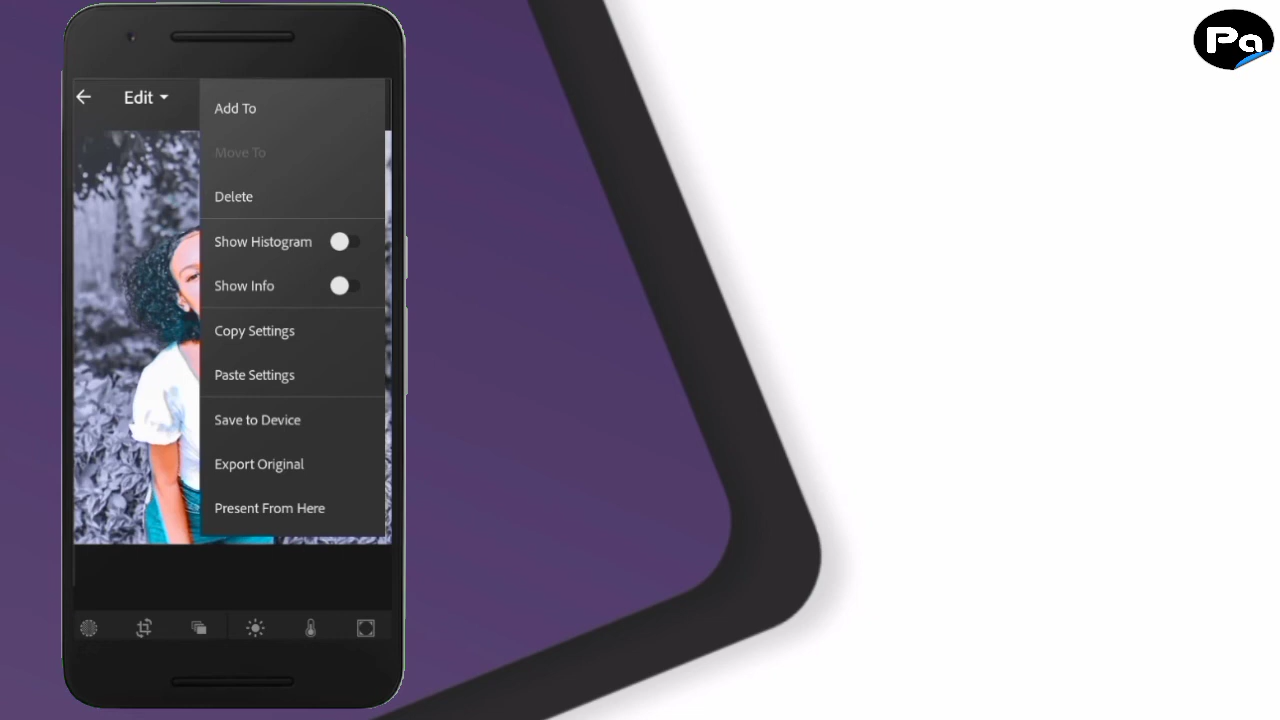 Pa
Edit
Add To
Move To
Delete
Show Histogram
Show Info
Copy Settings
Paste Settings
Save to Device
Export Original
Present From Here